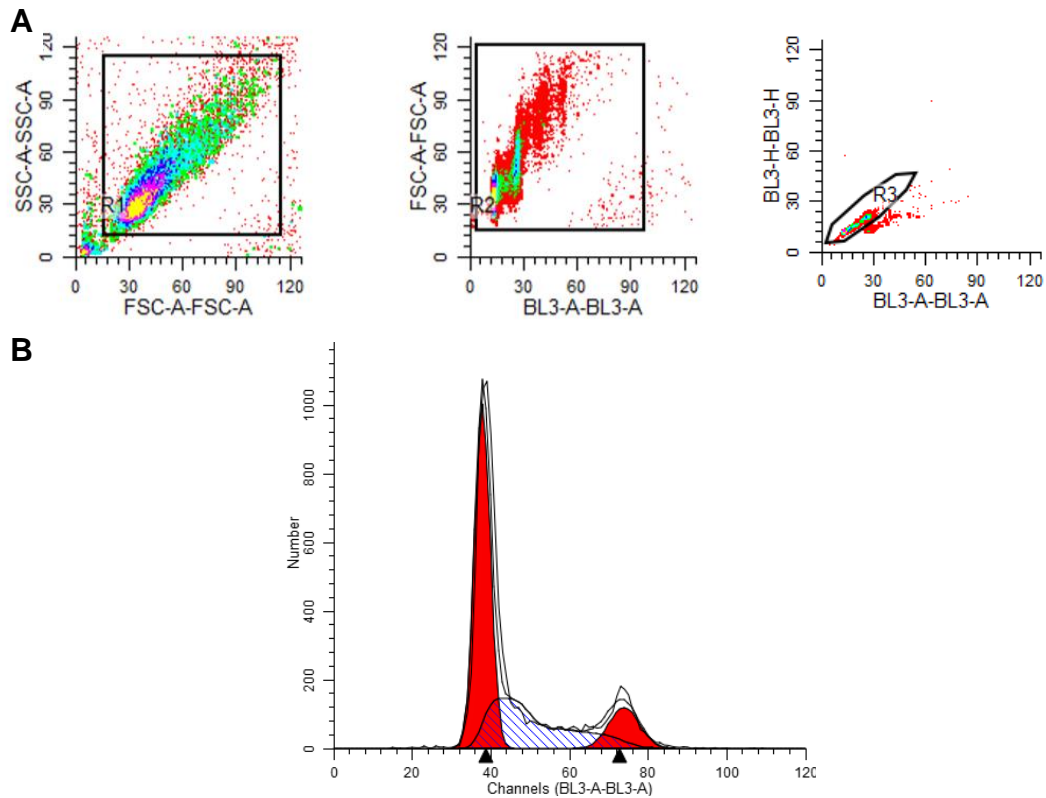 A
SSC-A-SSC-A
120
90
60
30
0
R1
0 30 60 90 120
FSC-A-FSC-A
FSC-A-FSC-A
120
90
60
30
0
R2
0 30 60 90 120
BL3-A-BL3-A
BL3-H-BL3-H
120
90
60
30
0
R3
0 30 60 90 120
BL3-A-BL3-A
B
Number
1000
800
600
400
200
0
0 20 40 60 80 100 120
Channels (BL3-A-BL3-A)